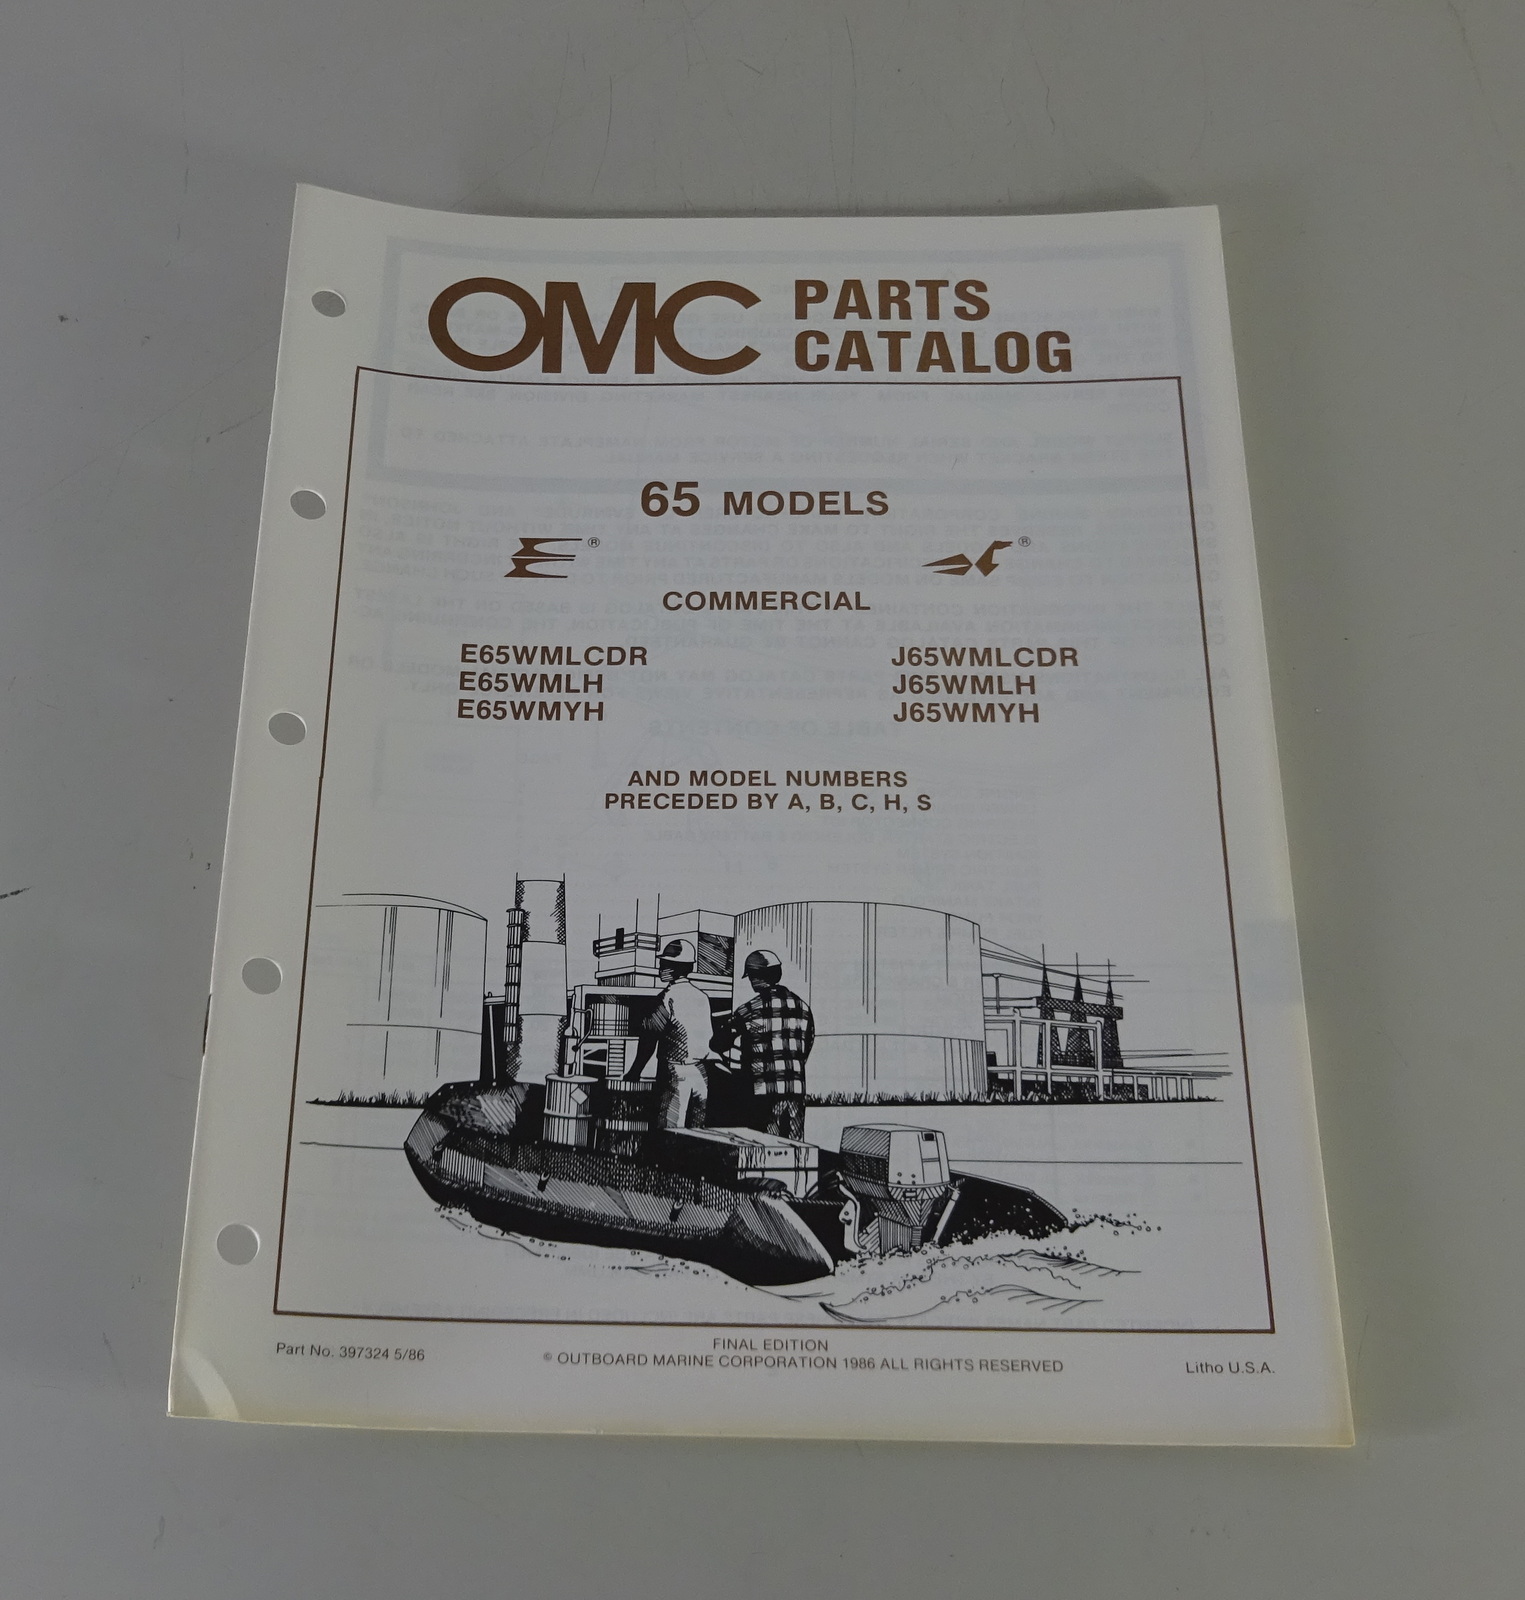 OMC PARTS
CATALOG
65 MODELS
® ®
COMMERCIAL
E65WMLCDR J65WMLCDR
E65WMLH J65WMLH
E65WMYH J65WMYH
AND MODEL NUMBERS
PRECEDED BY A, B, C, H, S
FINAL EDITION
Part No. 397324 5/86 © OUTBOARD MARINE CORPORATION 1986 ALL RIGHTS RESERVED Litho U.S.A.